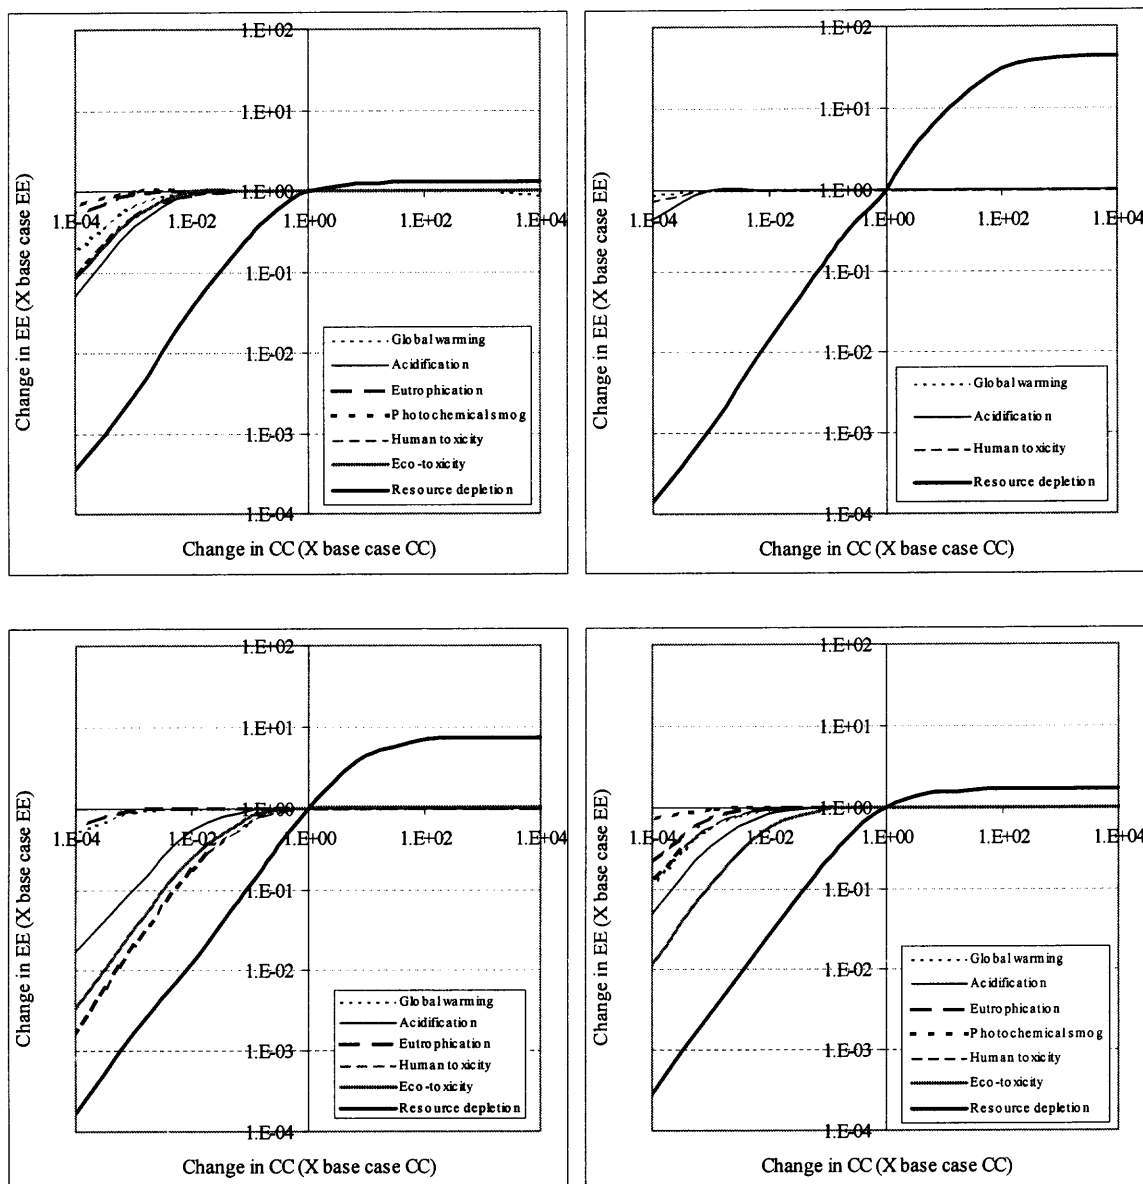 1.E+02
1.E+01
1.E+00
1.E-04 1.E-02 1.E+00 1.E+02 1.E+04
1.E-01
1.E-02
1.E-03
1.E-04
Change in EE (X base case EE)
Global warming
Acidification
Eutrophication
Photochemical smog
Human toxicity
Eco-toxicity
Resource depletion
Change in CC (X base case CC)
1.E+02
1.E+01
1.E+00
1.E-04 1.E-02 1.E+00 1.E+02 1.E+04
1.E-01
1.E-02
1.E-03
1.E-04
Change in EE (X base case EE)
Global warming
Acidification
Human toxicity
Resource depletion
Change in CC (X base case CC)
1.E+02
1.E+01
1.E+00
1.E-04 1.E-02 1.E+00 1.E+02 1.E+04
1.E-01
1.E-02
1.E-03
1.E-04
Change in EE (X base case EE)
Global warming
Acidification
Eutrophication
Human toxicity
Eco-toxicity
Resource depletion
Change in CC (X base case CC)
1.E+02
1.E+01
1.E+00
1.E-04 1.E-02 1.E+00 1.E+02 1.E+04
1.E-01
1.E-02
1.E-03
1.E-04
Change in EE (X base case EE)
Global warming
Acidification
Eutrophication
Photochemical smog
Human toxicity
Eco-toxicity
Resource depletion
Change in CC (X base case CC)